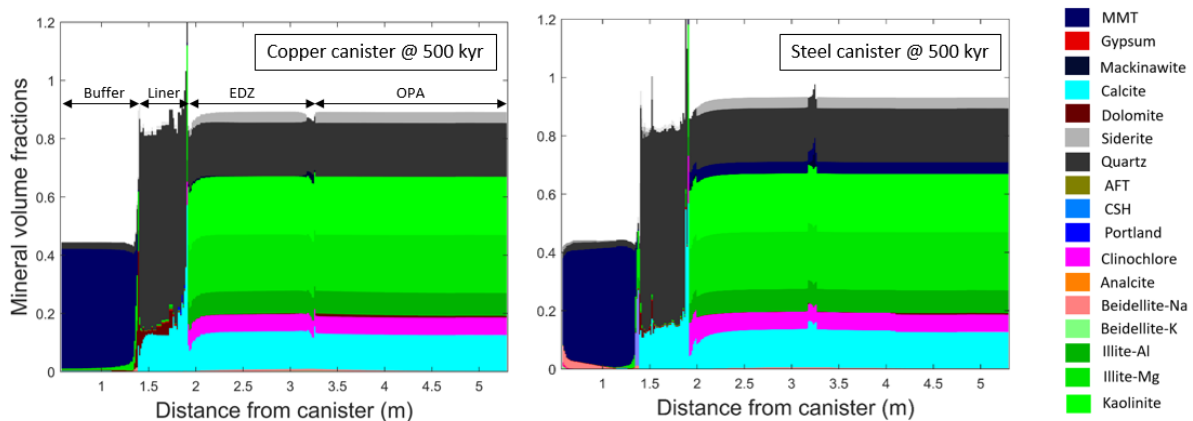 Copper canister @ 500 kyr
Buffer
Liner
EDZ
OPA
Mineral volume fractions
1.2
1
0.8
0.6
0.4
0.2
0
1
1.5
2
2.5
3
3.5
4
4.5
5
Distance from canister (m)
Steel canister @ 500 kyr
1.2
1
0.8
0.6
0.4
0.2
0
1
1.5
2
2.5
3
3.5
4
4.5
5
Distance from canister (m)
MMT
Gypsum
Mackinawite
Calcite
Dolomite
Siderite
Quartz
AFT
CSH
Portland
Clinochlore
Analcite
Beidellite-Na
Beidellite-K
Illite-Al
Illite-Mg
Kaolinite